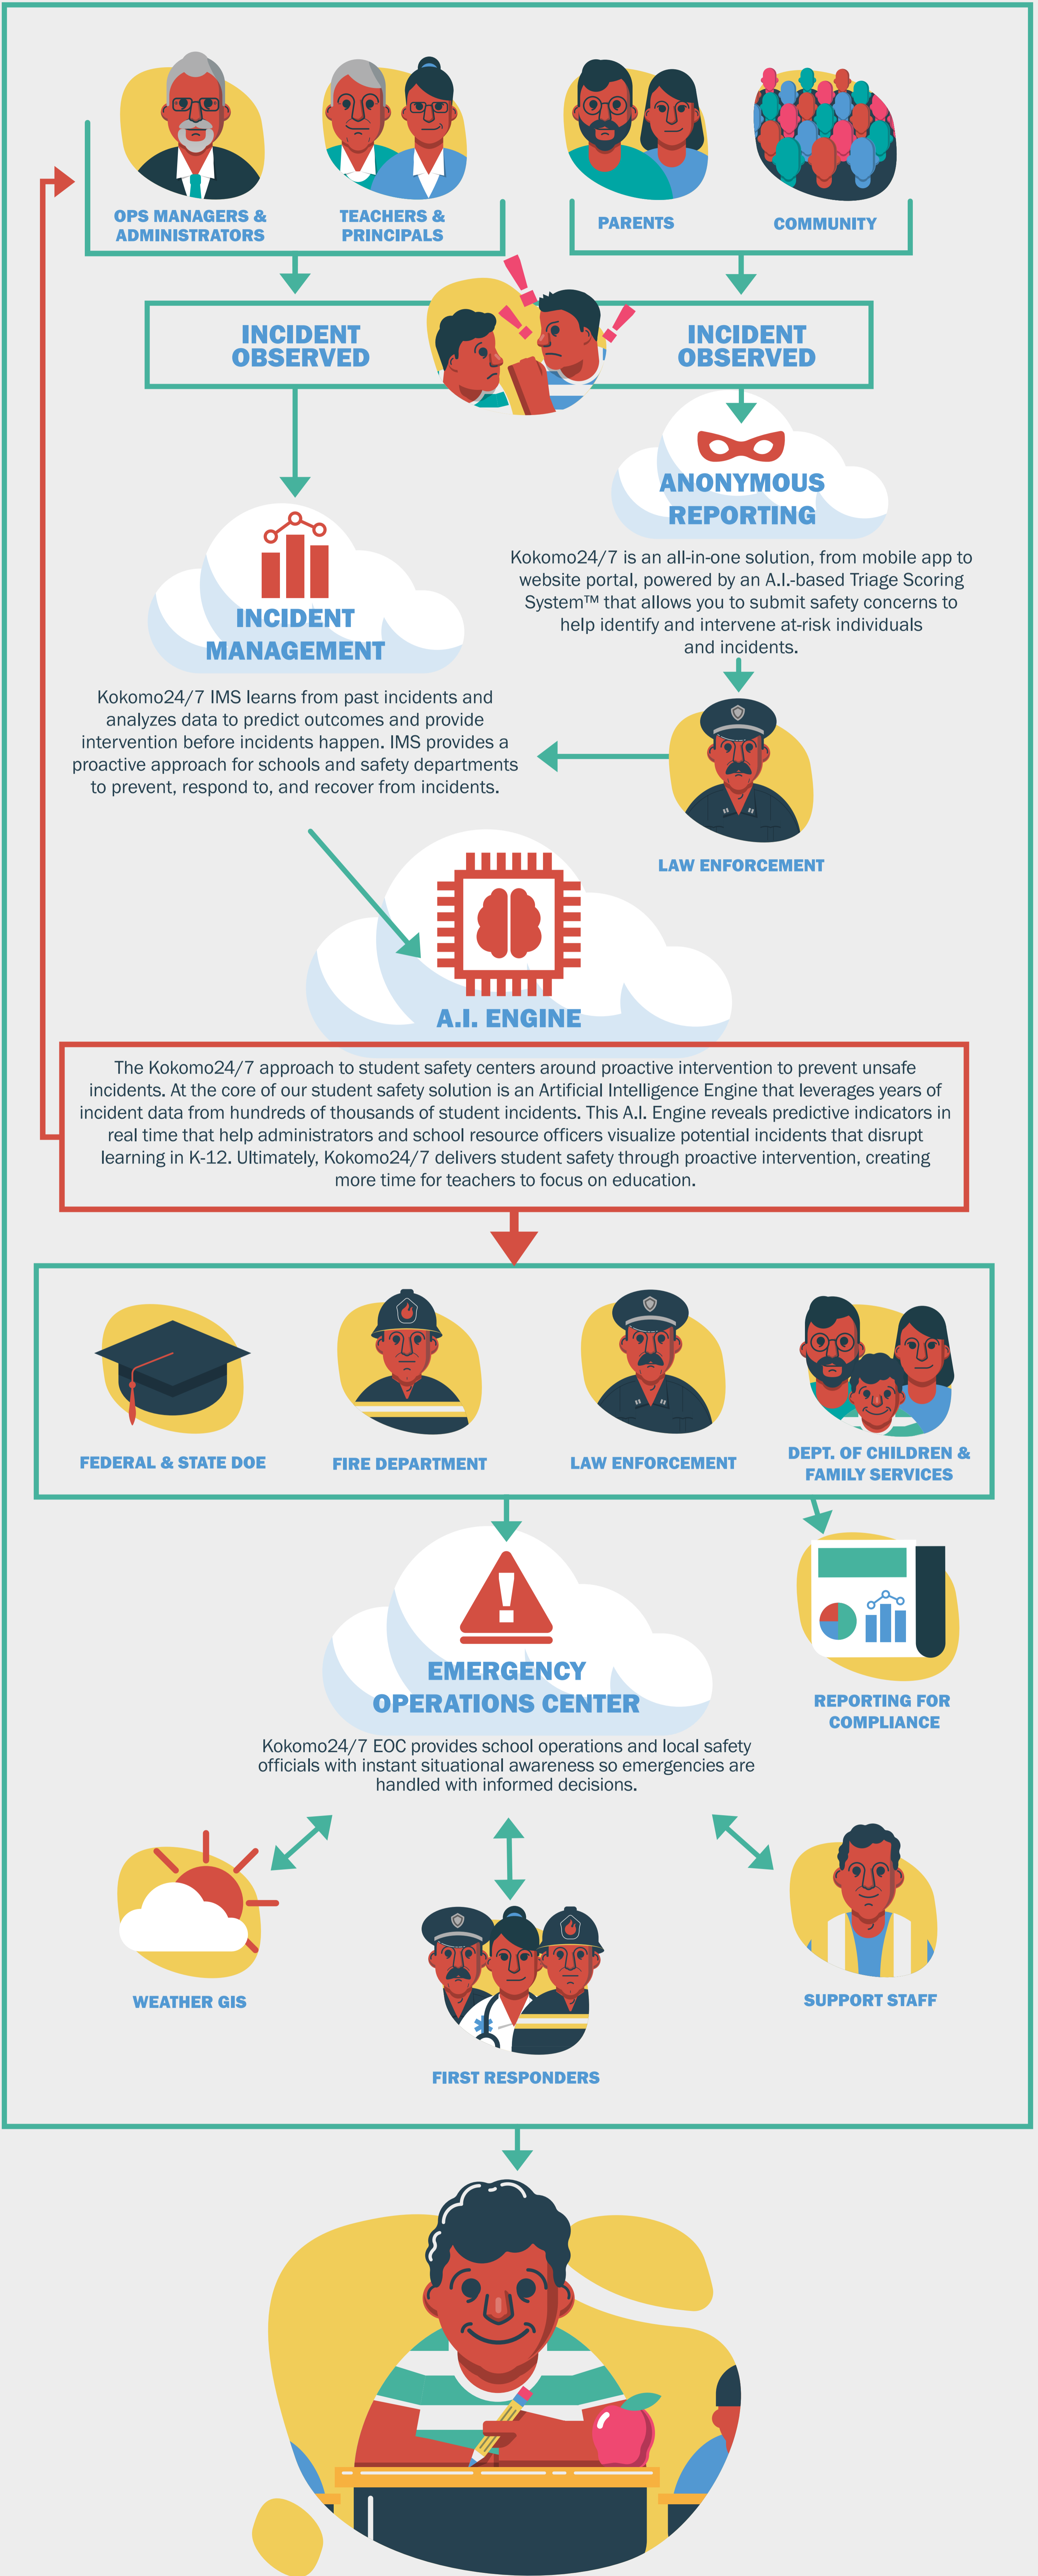 OPS MANAGERS &
ADMINISTRATORS
TEACHERS &
PRINCIPALS
PARENTS
COMMUNITY
INCIDENT
OBSERVED
INCIDENT
OBSERVED
ANONYMOUS
REPORTING
Kokomo24/7 is an all-in-one solution, from mobile app to
website portal, powered by an A.I.-based Triage Scoring
System™ that allows you to submit safety concerns to
help identify and intervene at-risk individuals
and incidents.
INCIDENT
MANAGEMENT
Kokomo24/7 IMS learns from past incidents and
analyzes data to predict outcomes and provide
intervention before incidents happen. IMS provides a
proactive approach for schools and safety departments
to prevent, respond to, and recover from incidents.
LAW ENFORCEMENT
A.I. ENGINE
The Kokomo24/7 approach to student safety centers around proactive intervention to prevent unsafe
incidents. At the core of our student safety solution is an Artificial Intelligence Engine that leverages years of
incident data from hundreds of thousands of student incidents. This A.I. Engine reveals predictive indicators in
real time that help administrators and school resource officers visualize potential incidents that disrupt
learning in K-12. Ultimately, Kokomo24/7 delivers student safety through proactive intervention, creating
more time for teachers to focus on education.
FEDERAL & STATE DOE
FIRE DEPARTMENT
LAW ENFORCEMENT
DEPT. OF CHILDREN &
FAMILY SERVICES
EMERGENCY
OPERATIONS CENTER
Kokomo24/7 EOC provides school operations and local safety
officials with instant situational awareness so emergencies are
handled with informed decisions.
REPORTING FOR
COMPLIANCE
WEATHER GIS
FIRST RESPONDERS
SUPPORT STAFF